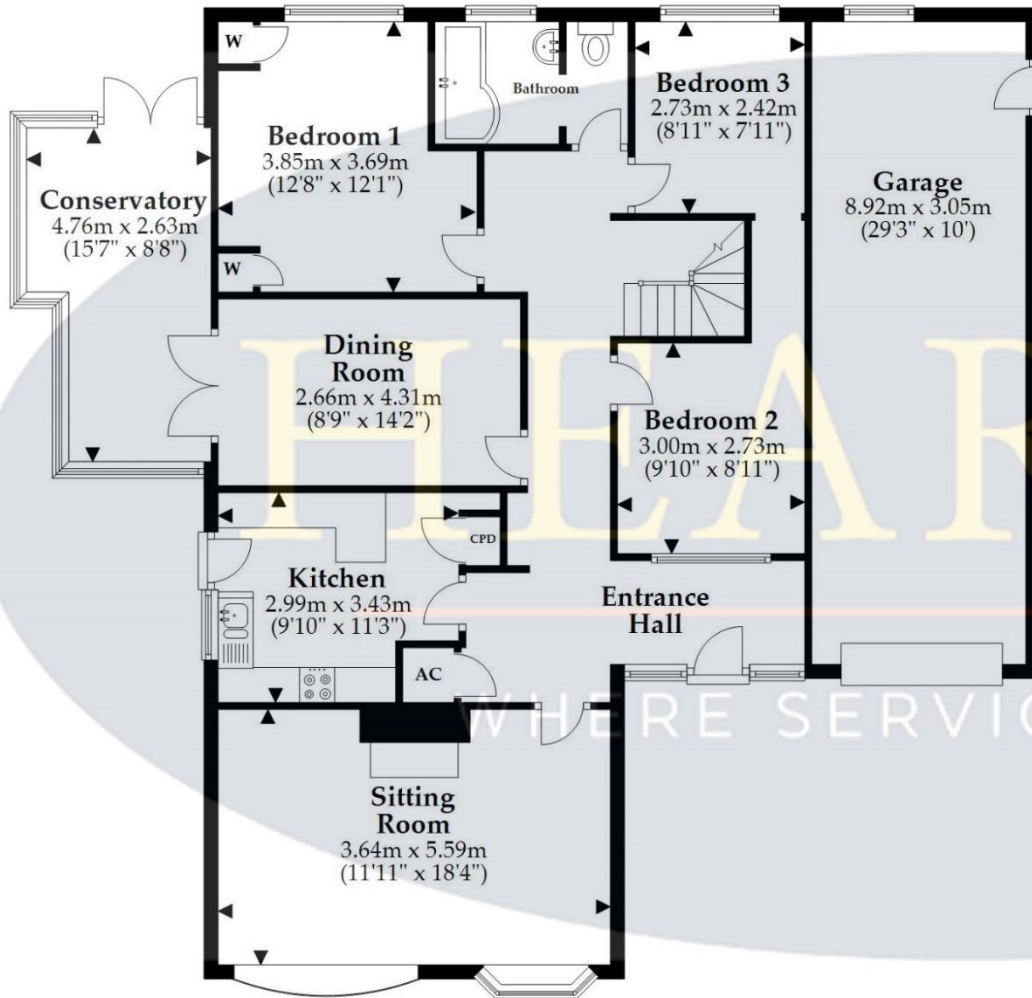 W
Bathroom
Bedroom 3
2.73m x 2.42m
(8'11" x 7'11")
Bedroom 1
3.85m x 3.69m
(12'8" x 12'1")
Conservatory
4.76m x 2.63m
(15'7" x 8'8")
Garage
8.92m x 3.05m
(29'3" x 10')
W
Dining
Room
2.66m x 4.31m
(8'9" x 14'2")
Bedroom 2
3.00m x 2.73m
(9'10" x 8'11")
HEAR
CPD
Kitchen
2.99m x 3.43m
(9'10" x 11'3")
Entrance
Hall
AC
WHERE SERVIC
Sitting
Room
3.64m x 5.59m
(11'11" x 18'4")